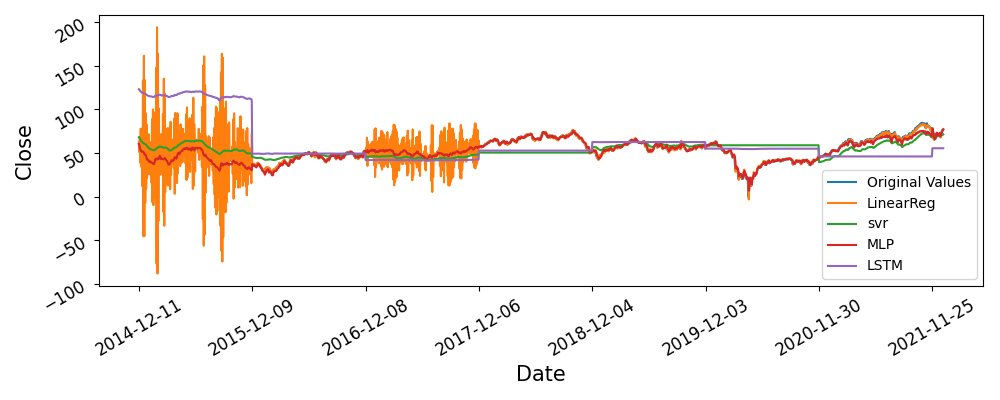 Close
200
150
100
50
0
−50
−100
2014-12-11
2015-12-09
2016-12-08
2017-12-06
2018-12-04
2019-12-03
2020-11-30
2021-11-25
Date
Original Values
LinearReg
svr
MLP
LSTM